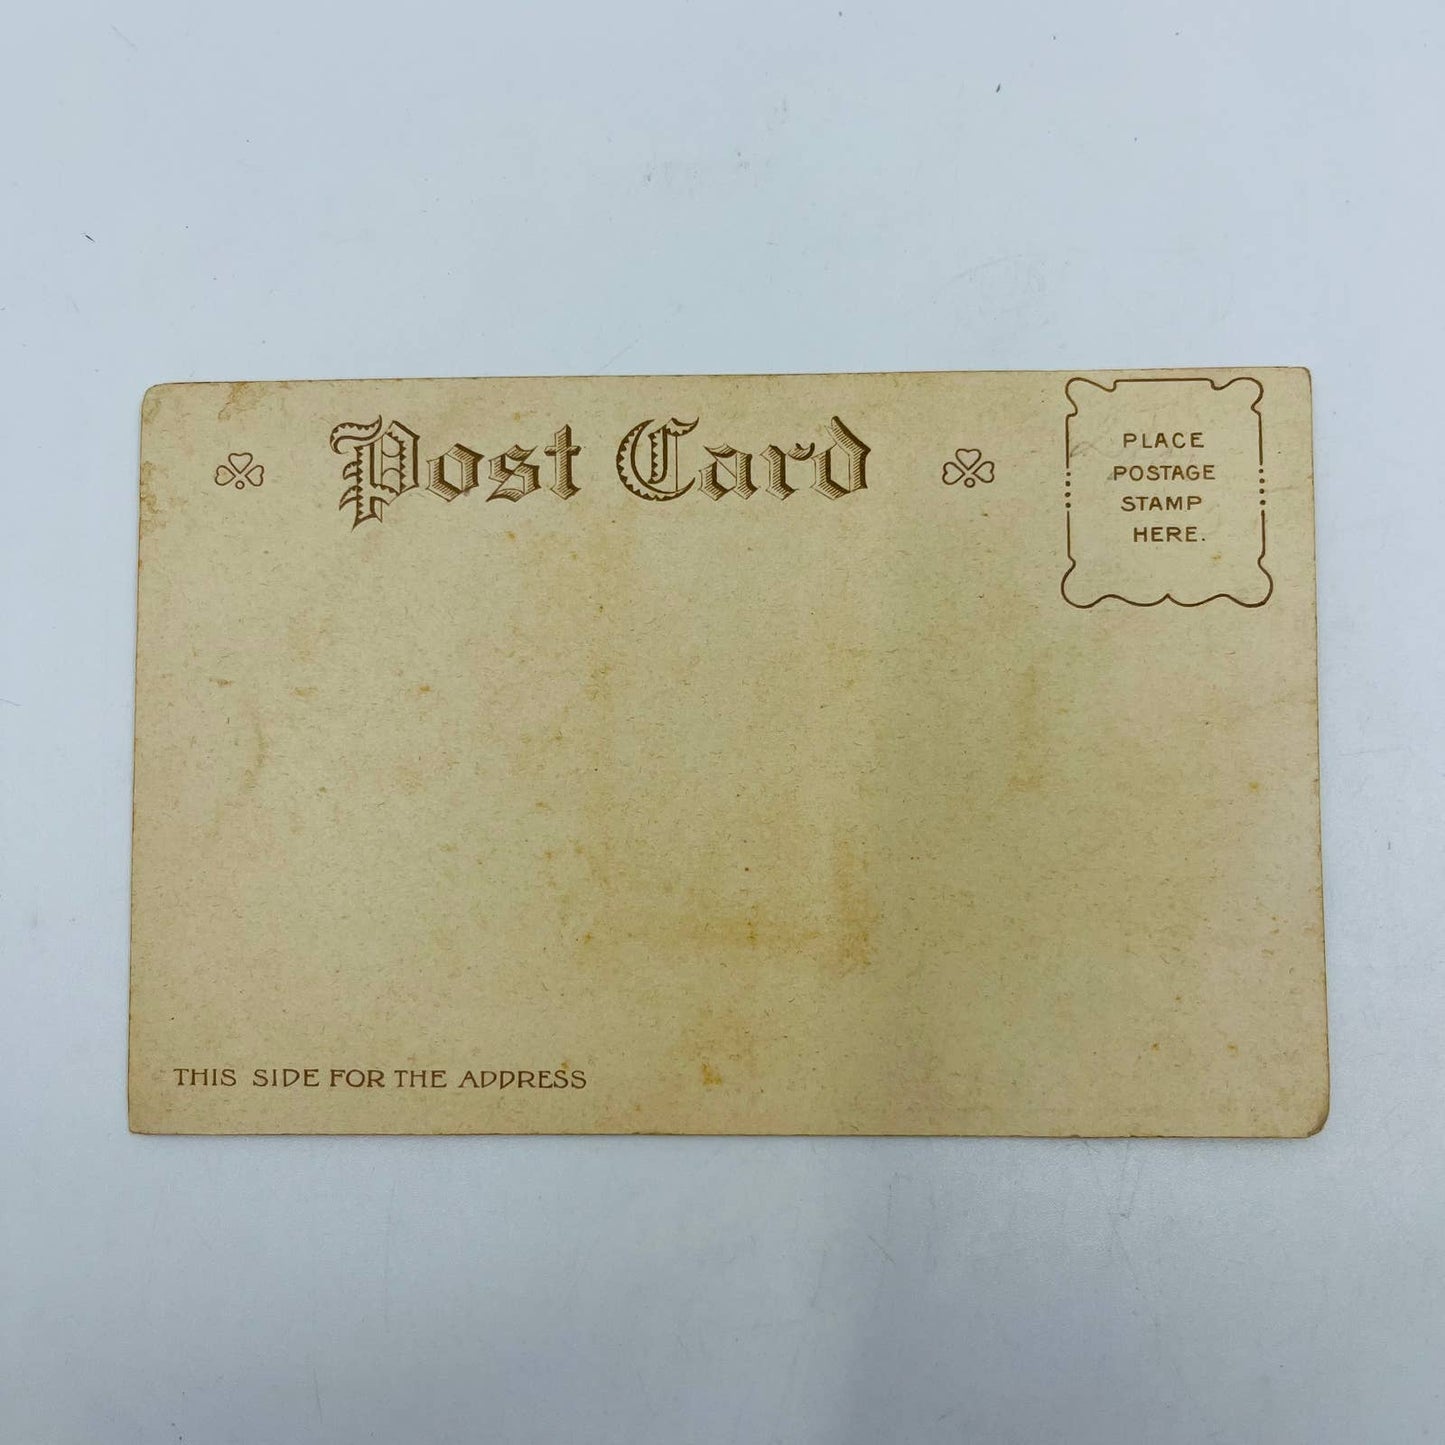 Post Card
PLACE
POSTAGE
STAMP
HERE.
THIS SIDE FOR THE ADDRESS